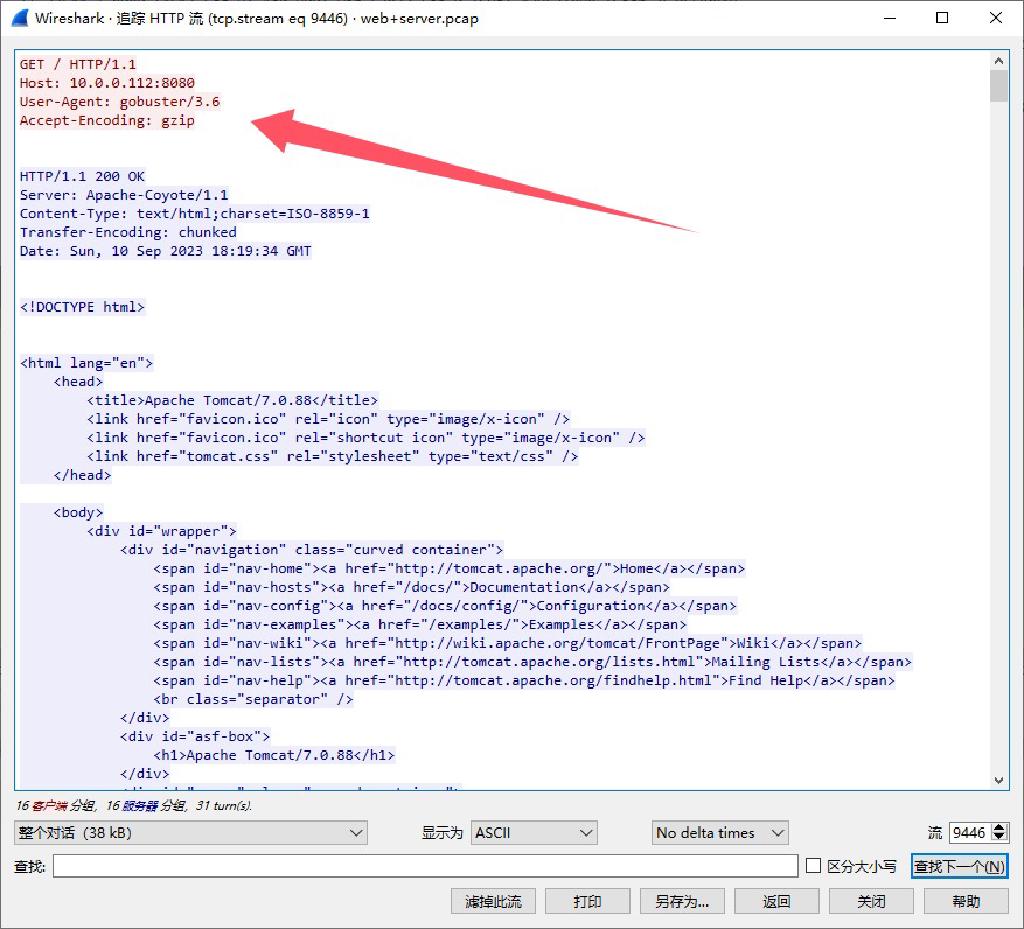 Wireshark · 追踪 HTTP 流 (tcp.stream eq 9446) · web+server.pcap
GET / HTTP/1.1
Host: 10.0.0.112:8080
User-Agent: gobuster/3.6
Accept-Encoding: gzip
HTTP/1.1 200 OK
Server: Apache-Coyote/1.1
Content-Type: text/html;charset=ISO-8859-1
Transfer-Encoding: chunked
Date: Sun, 10 Sep 2023 18:19:34 GMT
<!DOCTYPE html>
<html lang="en">
<head>
<title>Apache Tomcat/7.0.88</title>
<link href="favicon.ico" rel="icon" type="image/x-icon" />
<link href="favicon.ico" rel="shortcut icon" type="image/x-icon" />
<link href="tomcat.css" rel="stylesheet" type="text/css" />
</head>
<body>
<div id="wrapper">
<div id="navigation" class="curved container">
<span id="nav-home"><a href="http://tomcat.apache.org/">Home</a></span>
<span id="nav-hosts"><a href="/docs/">Documentation</a></span>
<span id="nav-config"><a href="/docs/config/">Configuration</a></span>
<span id="nav-examples"><a href="/examples/">Examples</a></span>
<span id="nav-wiki"><a href="http://wiki.apache.org/tomcat/FrontPage">Wiki</a></span>
<span id="nav-lists"><a href="http://tomcat.apache.org/lists.html">Mailing Lists</a></span>
<span id="nav-help"><a href="http://tomcat.apache.org/findhelp.html">Find Help</a></span>
<br class="separator" />
</div>
<div id="asf-box">
<h1>Apache Tomcat/7.0.88</h1>
</div>
16 客户端 分组, 16 服务器 分组, 31 turn(s).
整个对话 (38 kB) 显示为 ASCII No delta times 流 9446
查找: 区分大小写 查找下一个(N)
滤掉此流 打印 另存为... 返回 关闭 帮助